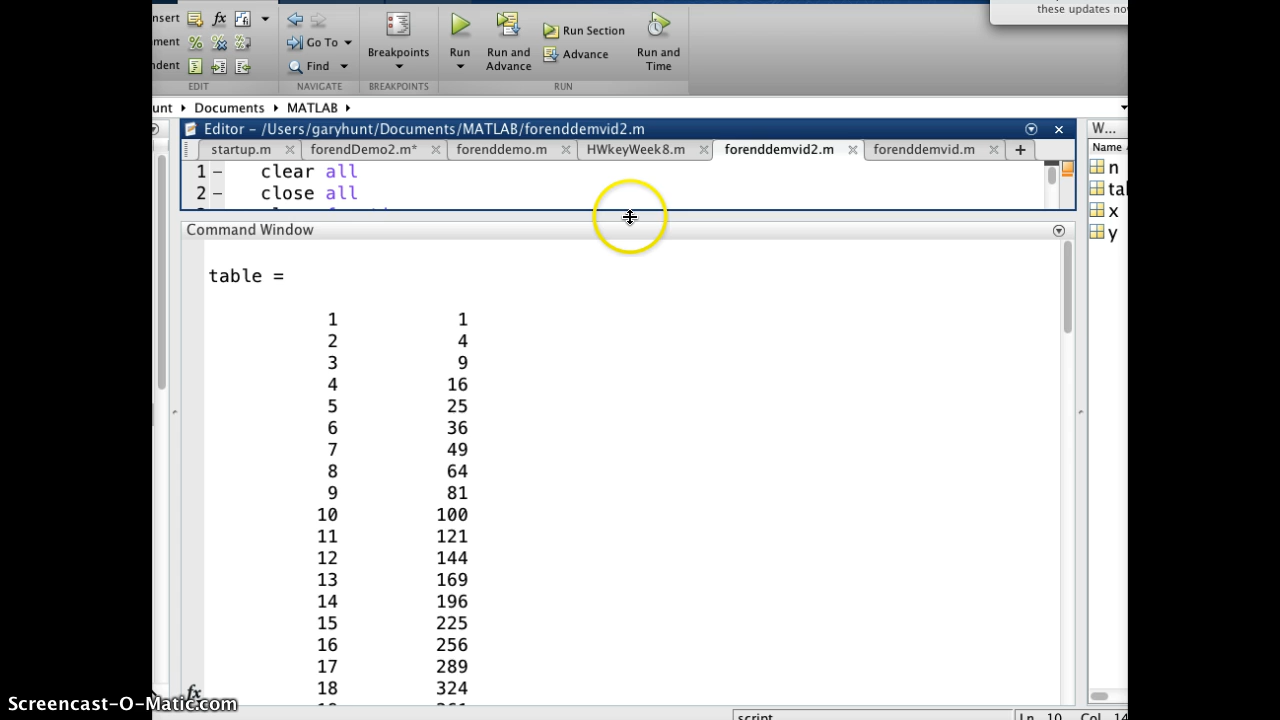 these updates now
nsert
ment
ndent
Go To
Find
Breakpoints
Run
Run and Advance
Run Section
Advance
Run and Time
EDIT NAVIGATE BREAKPOINTS RUN
unt Documents MATLAB
Editor – /Users/garyhunt/Documents/MATLAB/forenddemvid2.m
W...
startup.m forendDemo2.m* forenddemo.m HWkeyWeek8.m forenddemvid2.m forenddemvid.m +
Name
1 – clear all
n
2 – close all
tal
x
Command Window
y
table =
1 1
2 4
3 9
4 16
5 25
6 36
7 49
8 64
9 81
10 100
11 121
12 144
13 169
14 196
15 225
16 256
17 289
18 324
fx
Screencast-O-Matic.com
script Ln 10 Col 14